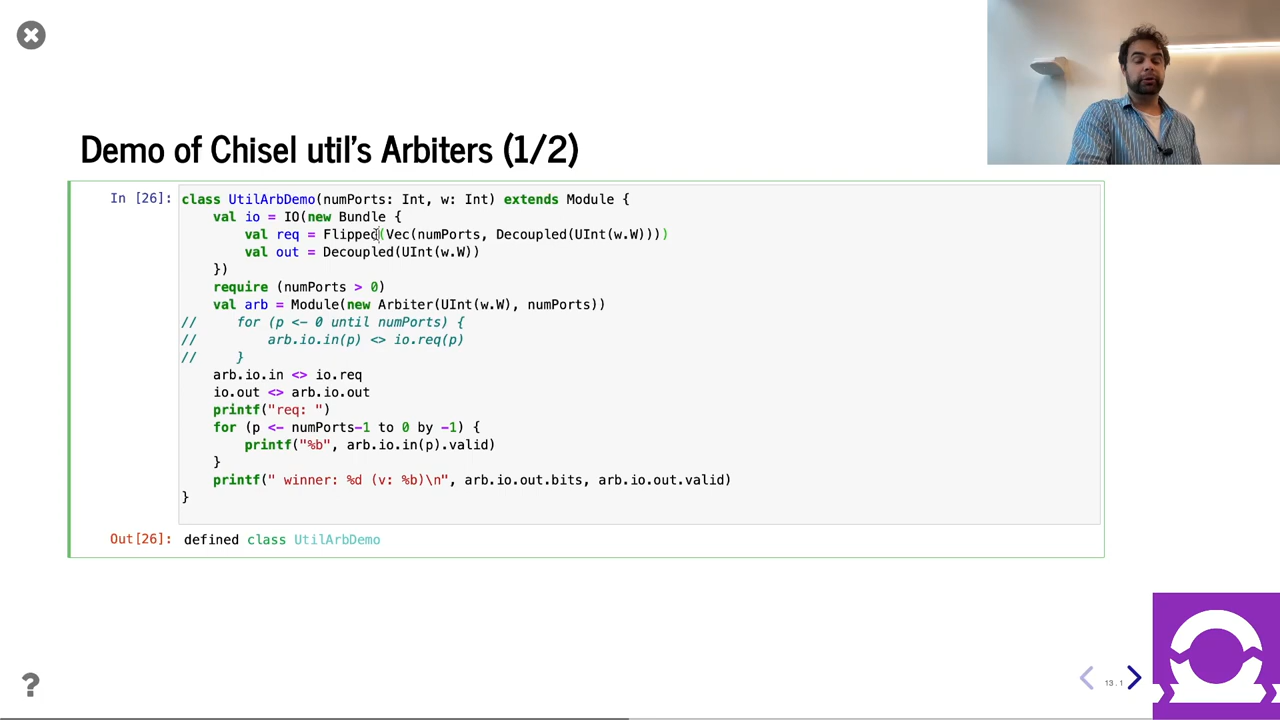 Demo of Chisel util's Arbiters (1/2)
In [26]:
class UtilArbDemo(numPorts: Int, w: Int) extends Module {
    val io = IO(new Bundle {
        val req = Flipped(Vec(numPorts, Decoupled(UInt(w.W))))
        val out = Decoupled(UInt(w.W))
    })
    require (numPorts > 0)
    val arb = Module(new Arbiter(UInt(w.W), numPorts))
//     for (p <- 0 until numPorts) {
//         arb.io.in(p) <> io.req(p)
//     }
    arb.io.in <> io.req
    io.out <> arb.io.out
    printf("req: ")
    for (p <- numPorts-1 to 0 by -1) {
        printf("%b", arb.io.in(p).valid)
    }
    printf(" winner: %d (v: %b)\n", arb.io.out.bits, arb.io.out.valid)
}
Out[26]: defined class UtilArbDemo
?
13.1